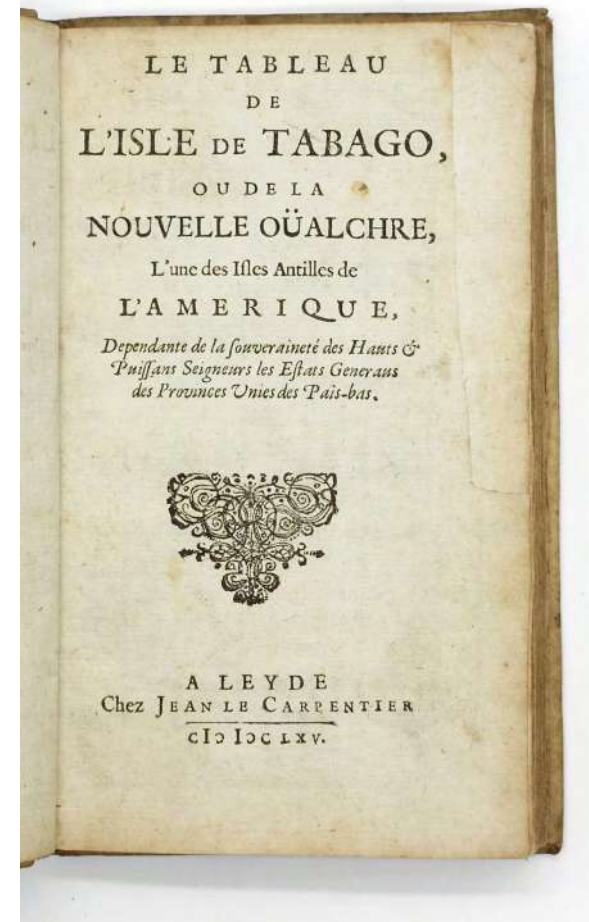 LE TABLEAU
DE
L'ISLE DE TABAGO,
OU DE LA
NOUVELLE OÜALCHRE,
L'une des Iſles Antilles de
L'AMERIQUE,
Dependante de la ſouveraineté des Hauts &
Puiſſans Seigneurs les Eſtats Generaus
des Provinces Unies des Païs-bas.
A LEYDE
Chez JEAN LE CARPENTIER
cIↄ Iↄc LXV.